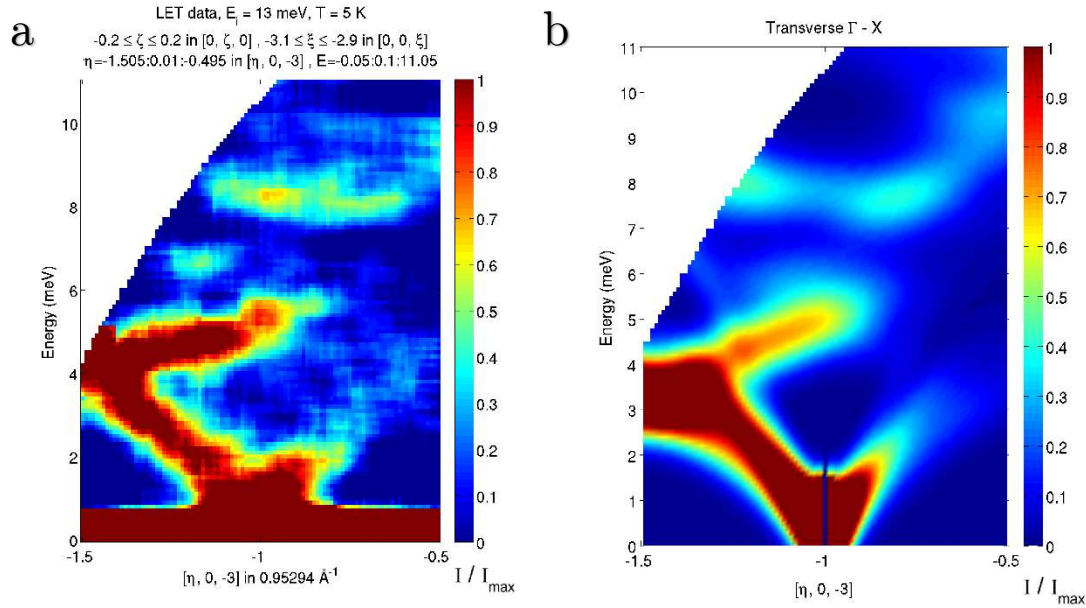 a
LET data, E_i = 13 meV, T = 5 K
-0.2 ≤ ζ ≤ 0.2 in [0, ζ, 0] , -3.1 ≤ ξ ≤ -2.9 in [0, 0, ξ]
η=-1.505:0.01:-0.495 in [η, 0, -3] , E=-0.05:0.1:11.05
Energy (meV)
10
8
6
4
2
0
-1.5 -1 -0.5
[η, 0, -3] in 0.95294 Å⁻¹
1
0.9
0.8
0.7
0.6
0.5
0.4
0.3
0.2
0.1
0
I / I_max
b
Transverse Γ - X
Energy (meV)
11
10
9
8
7
6
5
4
3
2
1
0
-1.5 -1 -0.5
[η, 0, -3]
1
0.9
0.8
0.7
0.6
0.5
0.4
0.3
0.2
0.1
0
I / I_max